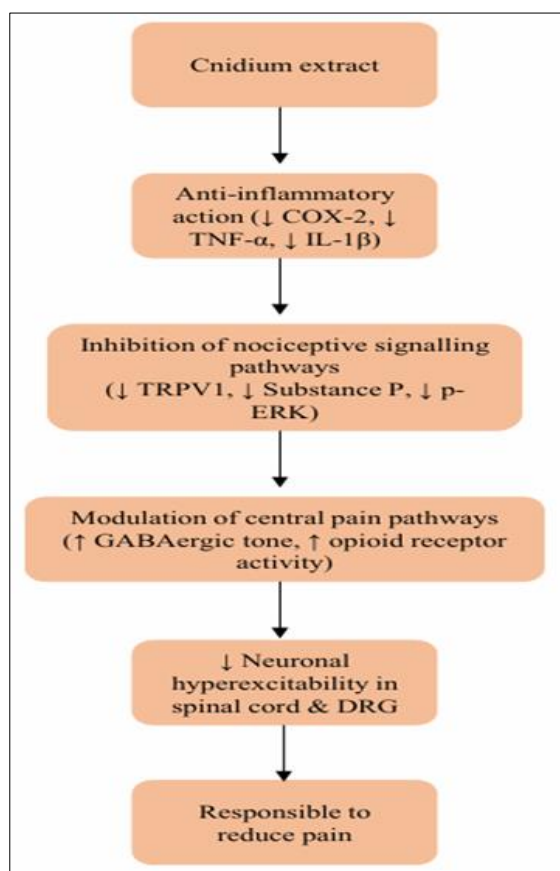 Cnidium extract
Anti-inflammatory
action (↓ COX-2, ↓
TNF-α, ↓ IL-1β)
Inhibition of nociceptive signalling
pathways
(↓ TRPV1, ↓ Substance P, ↓ p-
ERK)
Modulation of central pain pathways
(↑ GABAergic tone, ↑ opioid receptor
activity)
↓ Neuronal
hyperexcitability in
spinal cord & DRG
Responsible to
reduce pain